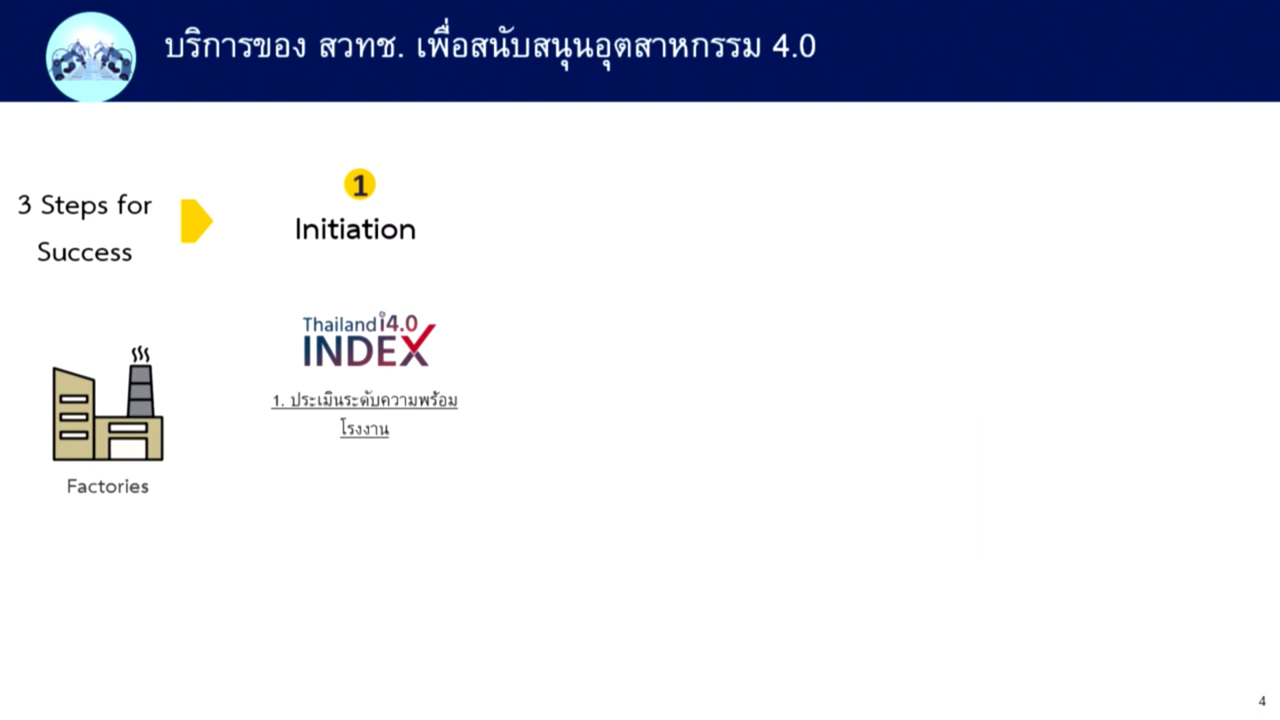 บริการของ สวทช. เพื่อสนับสนุนอุตสาหกรรม 4.0
3 Steps for
Success
1
Initiation
Thailand i4.0
INDEX
1. ประเมินระดับความพร้อม
โรงงาน
Factories
4